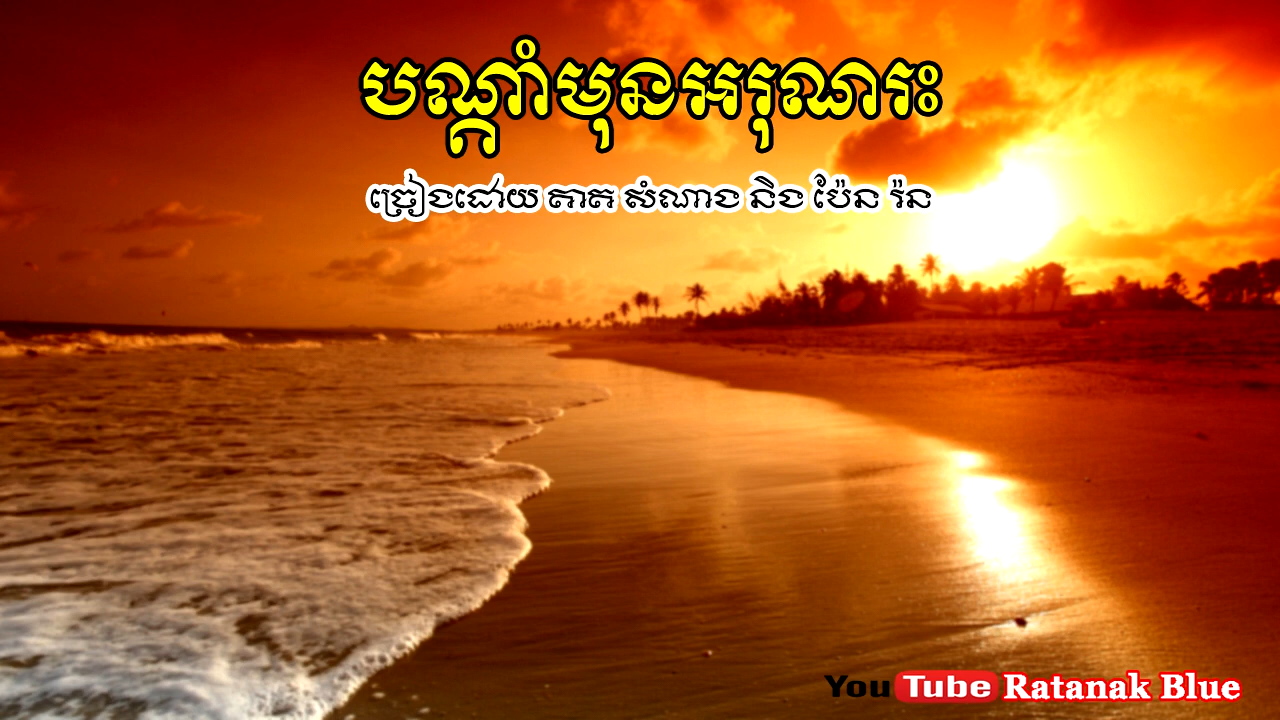 បណ្ដាំមុនអរុណរះ
ច្រៀងដោយ តាត សំណាង និង ប៉ែន រ៉ន
YouTube Ratanak Blue